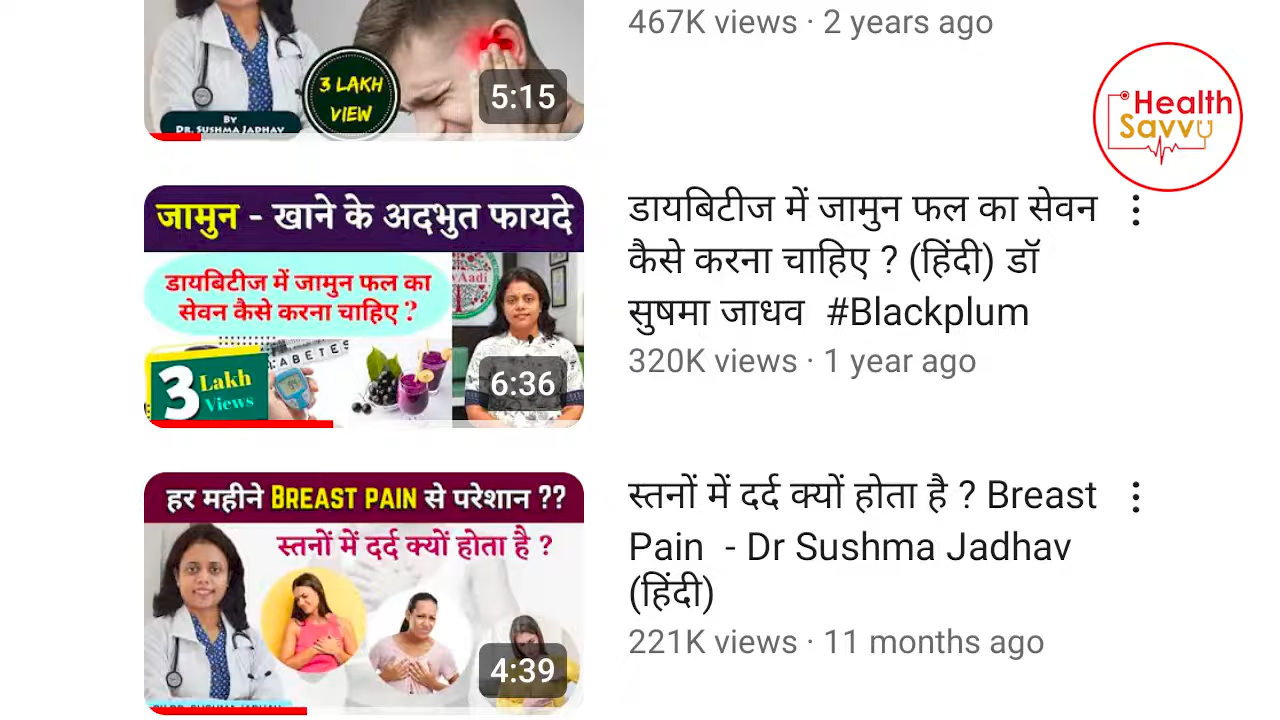 467K views · 2 years ago
3 LAKH
VIEW
5:15
By
DR. SUSHMA JADHAV
Health
Savvy
जामुन - खाने के अदभुत फायदे
डायबिटीज में जामुन फल का
सेवन कैसे करना चाहिए ?
3 Lakh
Views
6:36
डायबिटीज में जामुन फल का सेवन
कैसे करना चाहिए ? (हिंदी) डॉ
सुषमा जाधव #Blackplum
320K views · 1 year ago
हर महीने BREAST PAIN से परेशान ??
स्तनों में दर्द क्यों होता है ?
4:39
स्तनों में दर्द क्यों होता है ? Breast
Pain - Dr Sushma Jadhav
(हिंदी)
221K views · 11 months ago